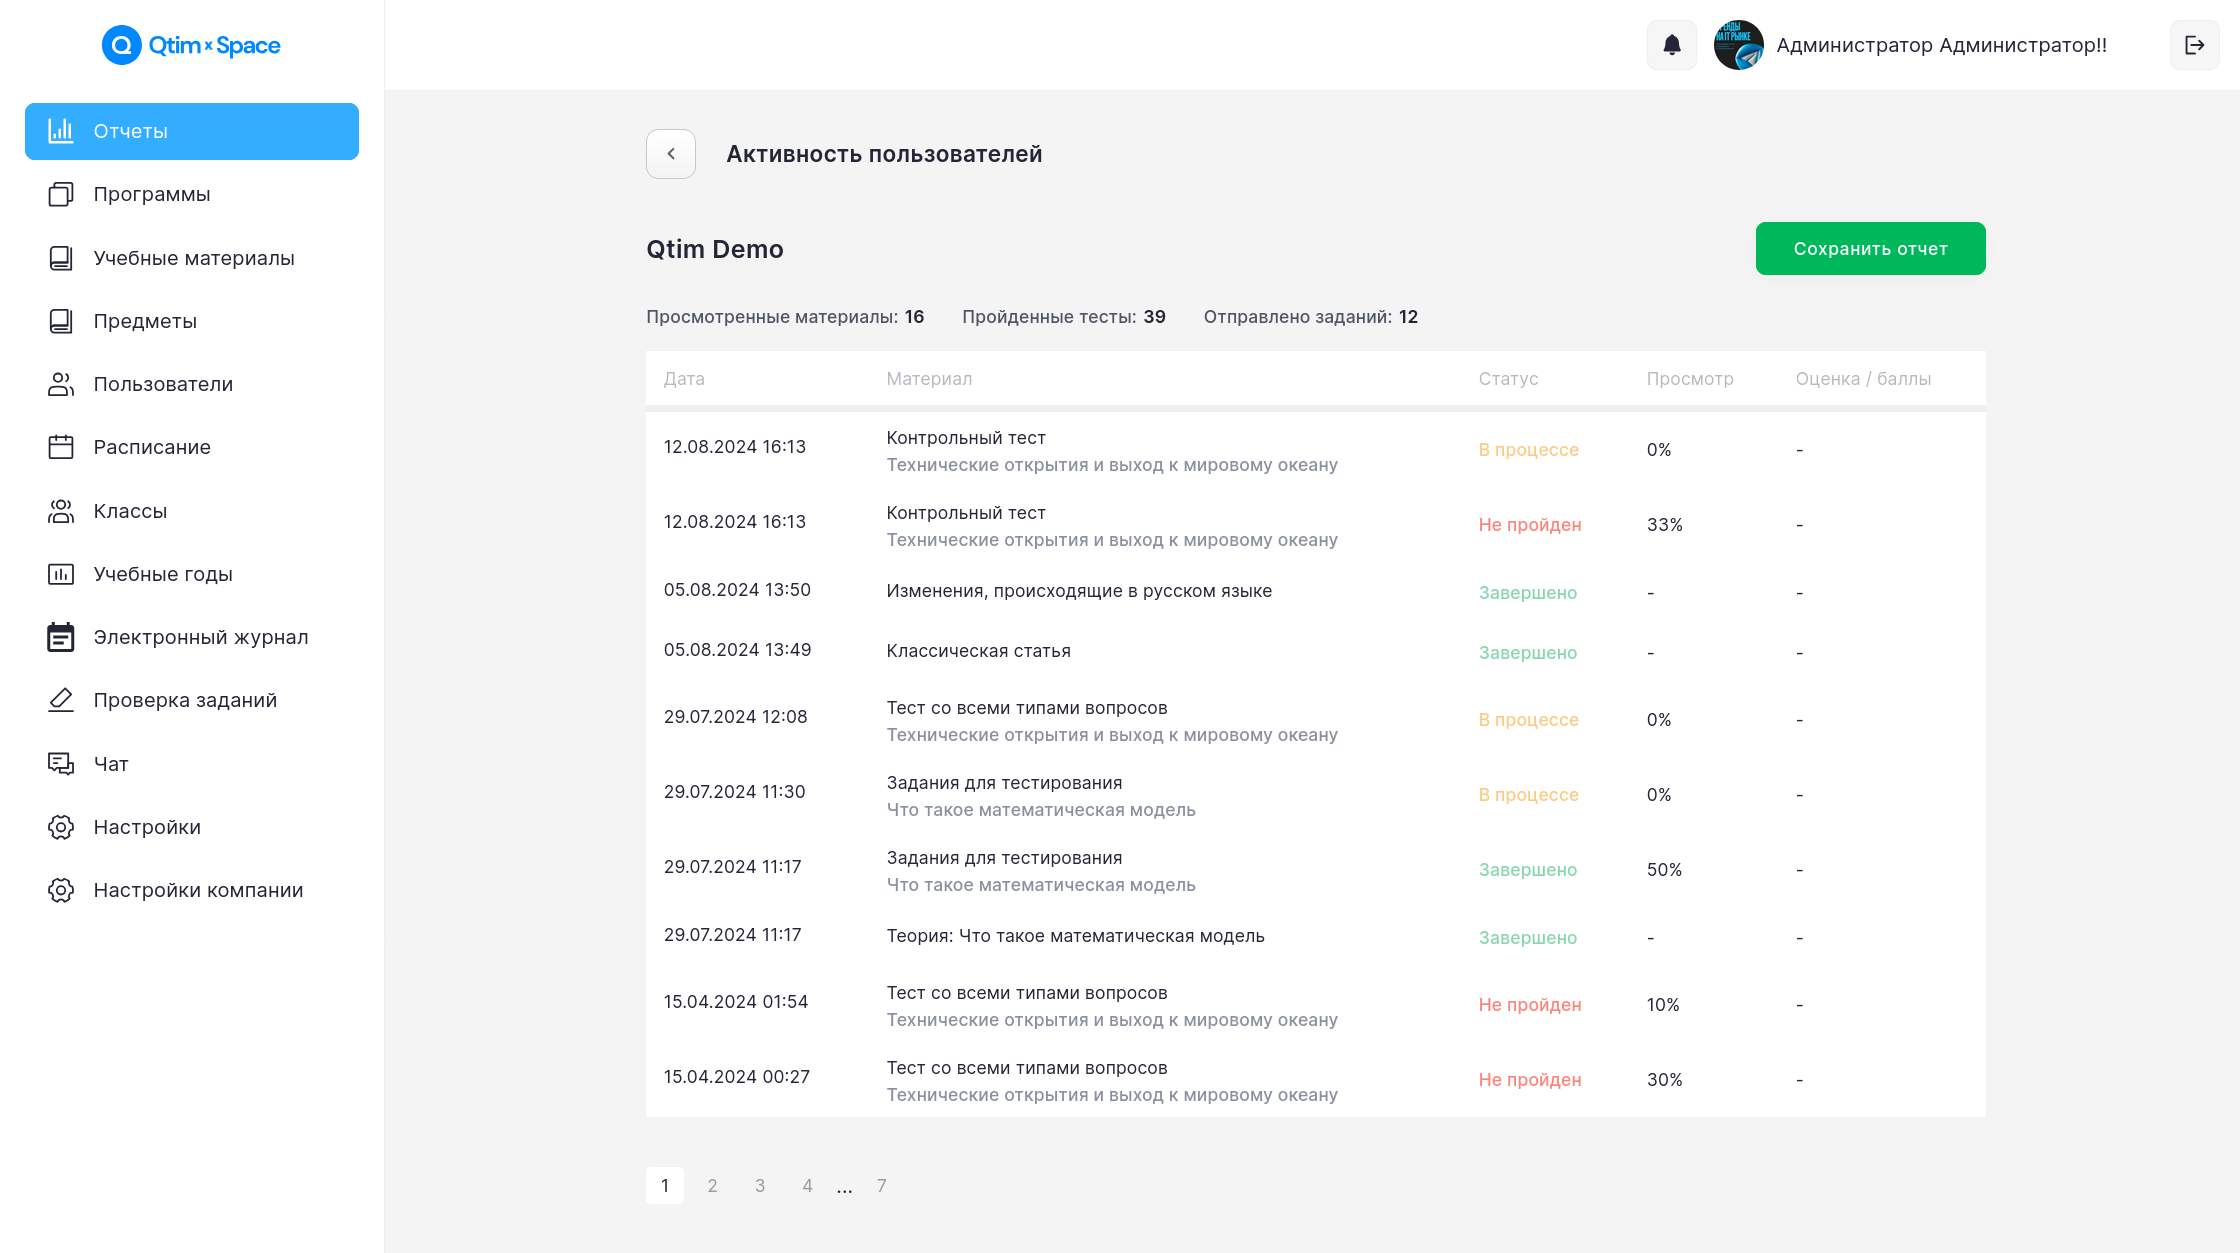 Qtim × Space
Администратор Администратор!!
Отчеты
Программы
Учебные материалы
Предметы
Пользователи
Расписание
Классы
Учебные годы
Электронный журнал
Проверка заданий
Чат
Настройки
Настройки компании
Активность пользователей
Qtim Demo
Сохранить отчет
Просмотренные материалы: 16 Пройденные тесты: 39 Отправлено заданий: 12
Дата Материал Статус Просмотр Оценка / баллы
12.08.2024 16:13 Контрольный тест В процессе 0% -
Технические открытия и выход к мировому океану
12.08.2024 16:13 Контрольный тест Не пройден 33% -
Технические открытия и выход к мировому океану
05.08.2024 13:50 Изменения, происходящие в русском языке Завершено - -
05.08.2024 13:49 Классическая статья Завершено - -
29.07.2024 12:08 Тест со всеми типами вопросов В процессе 0% -
Технические открытия и выход к мировому океану
29.07.2024 11:30 Задания для тестирования В процессе 0% -
Что такое математическая модель
29.07.2024 11:17 Задания для тестирования Завершено 50% -
Что такое математическая модель
29.07.2024 11:17 Теория: Что такое математическая модель Завершено - -
15.04.2024 01:54 Тест со всеми типами вопросов Не пройден 10% -
Технические открытия и выход к мировому океану
15.04.2024 00:27 Тест со всеми типами вопросов Не пройден 30% -
Технические открытия и выход к мировому океану
1 2 3 4 ... 7